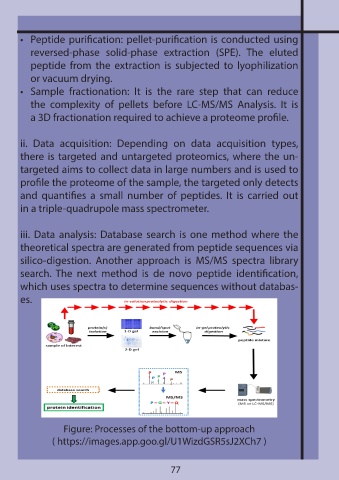 • Peptide purification: pellet-purification is conducted using
reversed-phase solid-phase extraction (SPE). The eluted
peptide from the extraction is subjected to lyophilization
or vacuum drying.
• Sample fractionation: It is the rare step that can reduce
the complexity of pellets before LC-MS/MS Analysis. It is
a 3D fractionation required to achieve a proteome profile.
ii. Data acquisition: Depending on data acquisition types,
there is targeted and untargeted proteomics, where the un-
targeted aims to collect data in large numbers and is used to
profile the proteome of the sample, the targeted only detects
and quantifies a small number of peptides. It is carried out
in a triple-quadrupole mass spectrometer.
iii. Data analysis: Database search is one method where the
theoretical spectra are generated from peptide sequences via
silico-digestion. Another approach is MS/MS spectra library
search. The next method is de novo peptide identification,
which uses spectra to determine sequences without databas-
es.
in-solution proteolytic digestion
protein(s)
isolation
1-D gel
2-D gel
band/spot
excision
in-gel proteolytic
digestion
peptide mixture
sample of interest
MS
MS/MS
P — G — Y — G
database search
protein identification
mass spectrometry
(MS or LC-MS/MS)
Figure: Processes of the bottom-up approach
( https://images.app.goo.gl/U1WizdG5R5sJ2XCh7 )
77